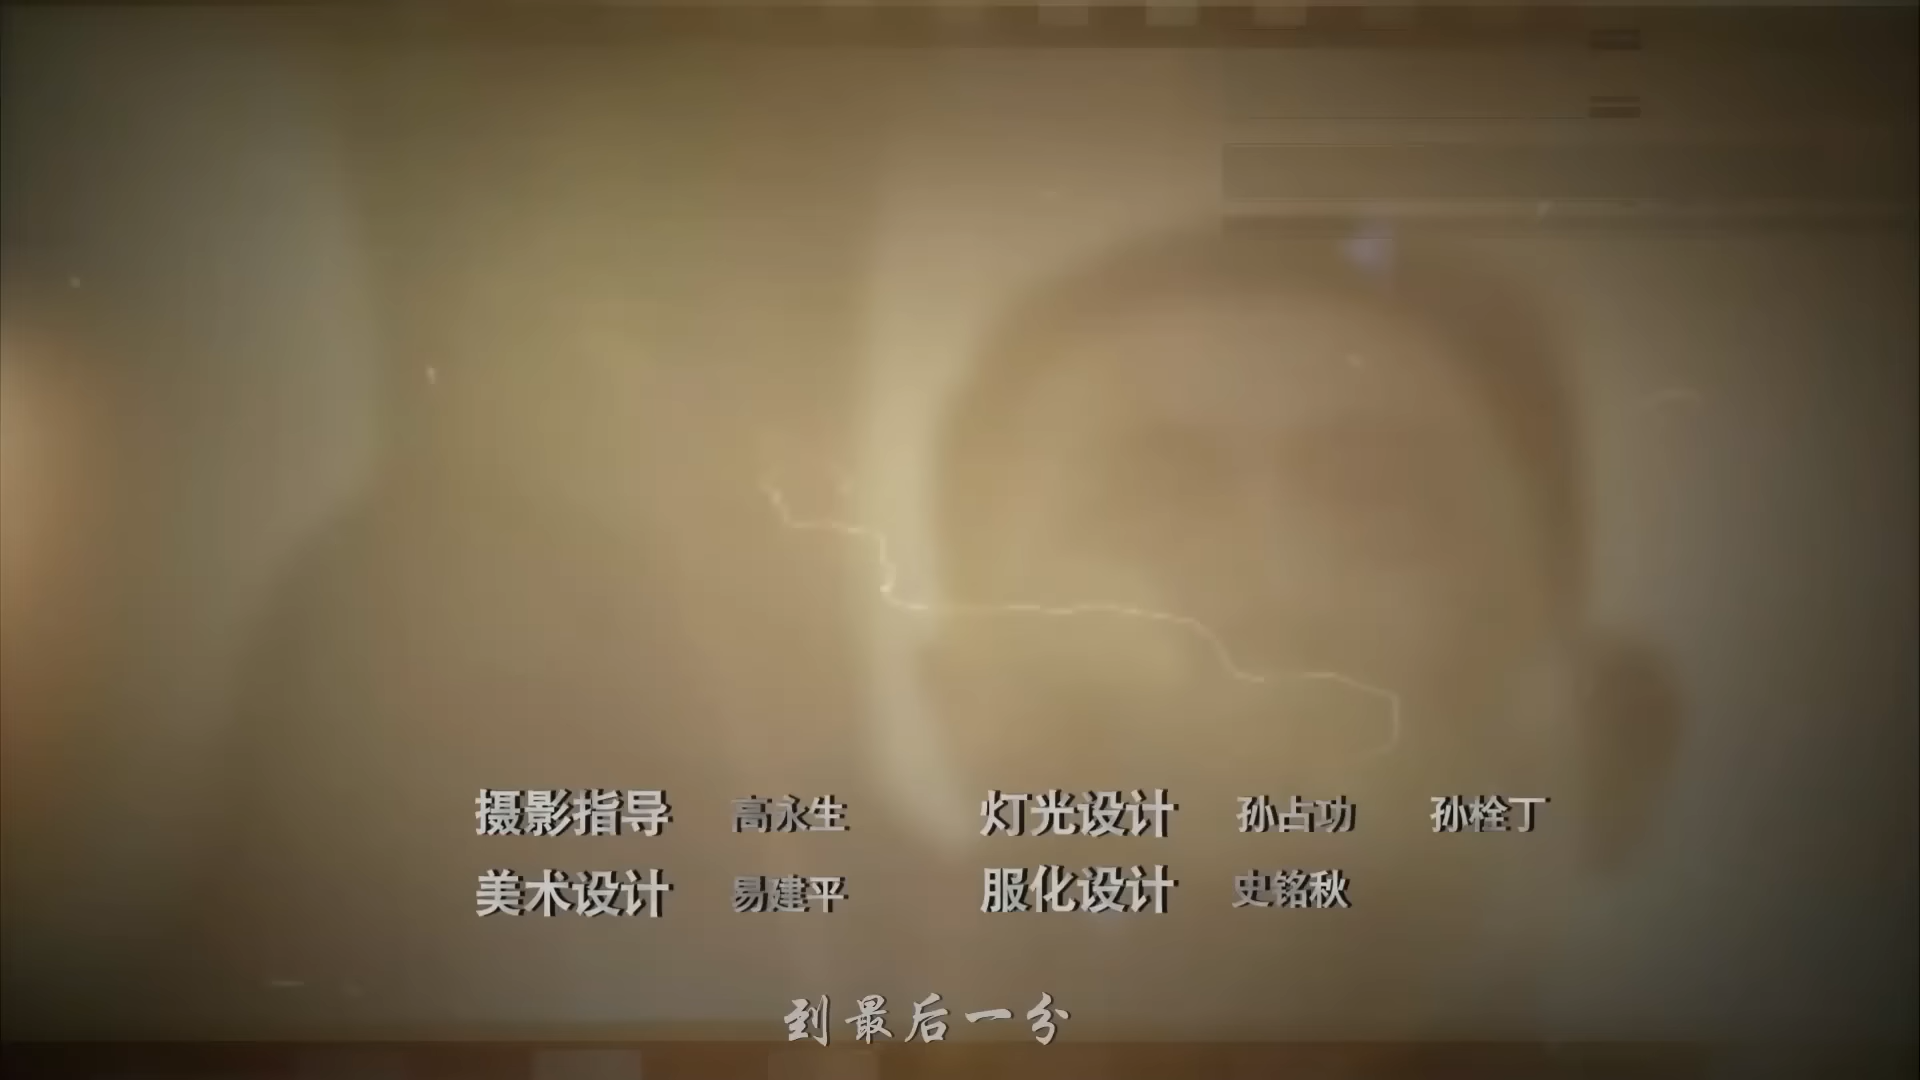 摄影指导 高永生 灯光设计 孙占功 孙栓丁
美术设计 易建平 服化设计 史铭秋
到最后一分